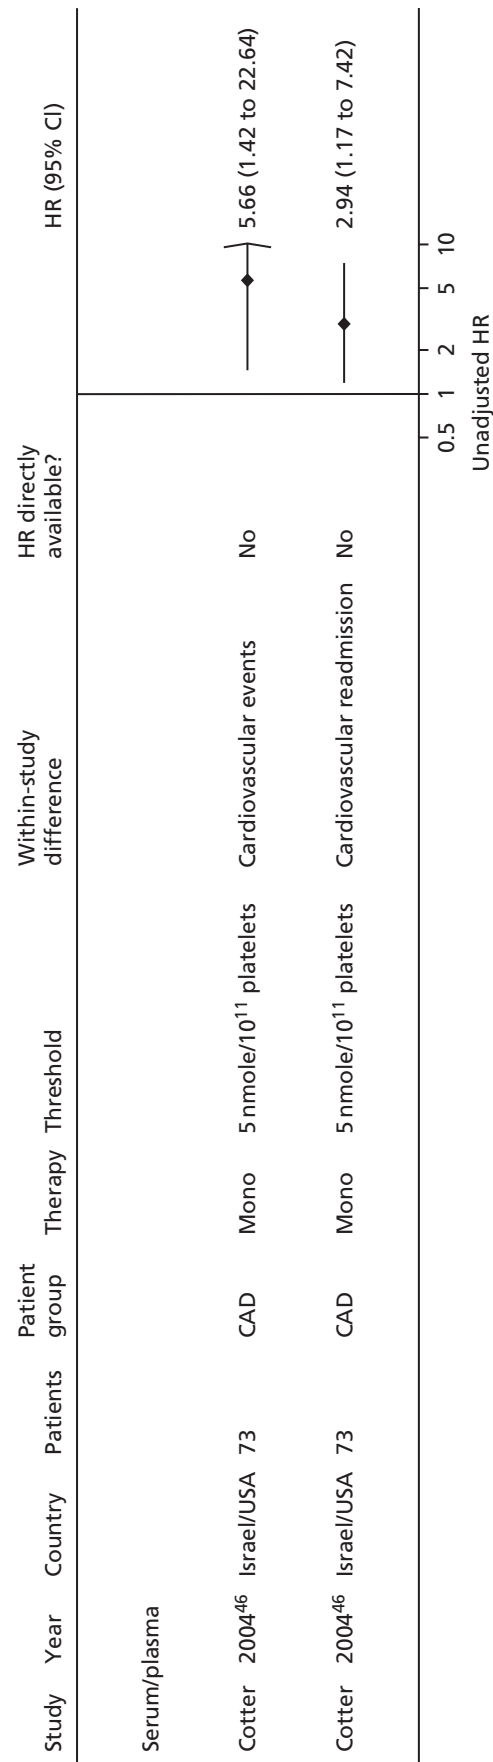 Study Year Country Patients Patient group Therapy Threshold Within-study difference HR directly available? HR (95% CI)
Serum/plasma
Cotter 2004⁴⁶ Israel/USA 73 CAD Mono 5 nmole/10¹¹ platelets Cardiovascular events No 5.66 (1.42 to 22.64)
Cotter 2004⁴⁶ Israel/USA 73 CAD Mono 5 nmole/10¹¹ platelets Cardiovascular readmission No 2.94 (1.17 to 7.42)
0.5 1 2 5 10
Unadjusted HR